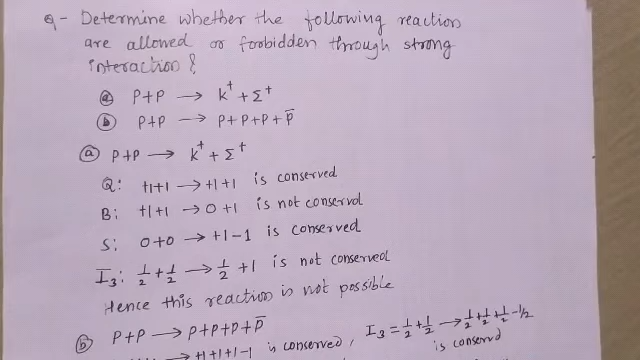 Q- Determine whether the following reaction
are allowed or forbidden through strong
interaction?
ⓐ P+P → K⁺ + Σ⁺
ⓑ P+P → P+P+P+P̅
ⓐ P+P → K⁺ + Σ⁺
Q: +1+1 → +1+1 is conserved
B: +1+1 → 0+1 is not conservd
S: 0+0 → +1-1 is conserved
I₃: 1/2 + 1/2 → 1/2 + 1 is not conserved
Hence this reaction is not possible
ⓑ P+P → P+P+P+P̅
→ +1+1+1-1 is conserved, I₃ = 1/2 + 1/2 → 1/2 + 1/2 + 1/2 - 1/2
is conservd